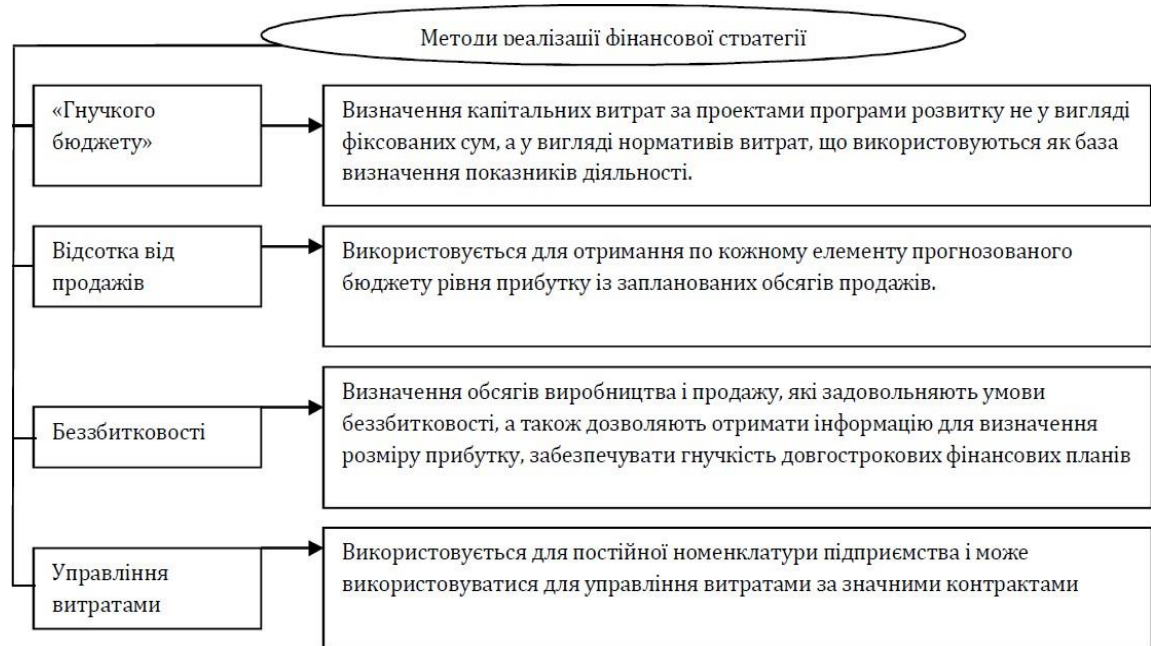 Методи реалізації фінансової стратегії
«Гнучкого
бюджету»
Визначення капітальних витрат за проектами програми розвитку не у вигляді
фіксованих сум, а у вигляді нормативів витрат, що використовуються як база
визначення показників діяльності.
Відсотка від
продажів
Використовується для отримання по кожному елементу прогнозованого
бюджету рівня прибутку із запланованих обсягів продажів.
Беззбитковості
Визначення обсягів виробництва і продажу, які задовольняють умови
беззбитковості, а також дозволяють отримати інформацію для визначення
розміру прибутку, забезпечувати гнучкість довгострокових фінансових планів
Управління
витратами
Використовується для постійної номенклатури підприємства і може
використовуватися для управління витратами за значними контрактами